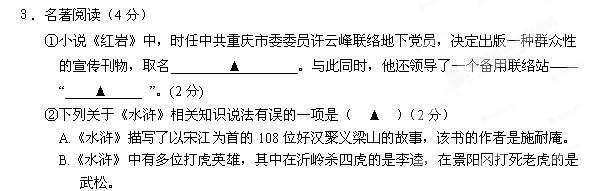 3．名著阅读（4 分）
①小说《红岩》中，时任中共重庆市委委员许云峰联络地下党员，决定出版一种群众性
的宣传刊物，取名____▲____。与此同时，他还领导了一个备用联络站——
“____▲____”。(2 分)
②下列关于《水浒》相关知识说法有误的一项是（ ▲ ）(2 分)
A.《水浒》描写了以宋江为首的 108 位好汉聚义梁山的故事，该书的作者是施耐庵。
B.《水浒》中有多位打虎英雄，其中在沂岭杀四虎的是李逵，在景阳冈打死老虎的是
武松。